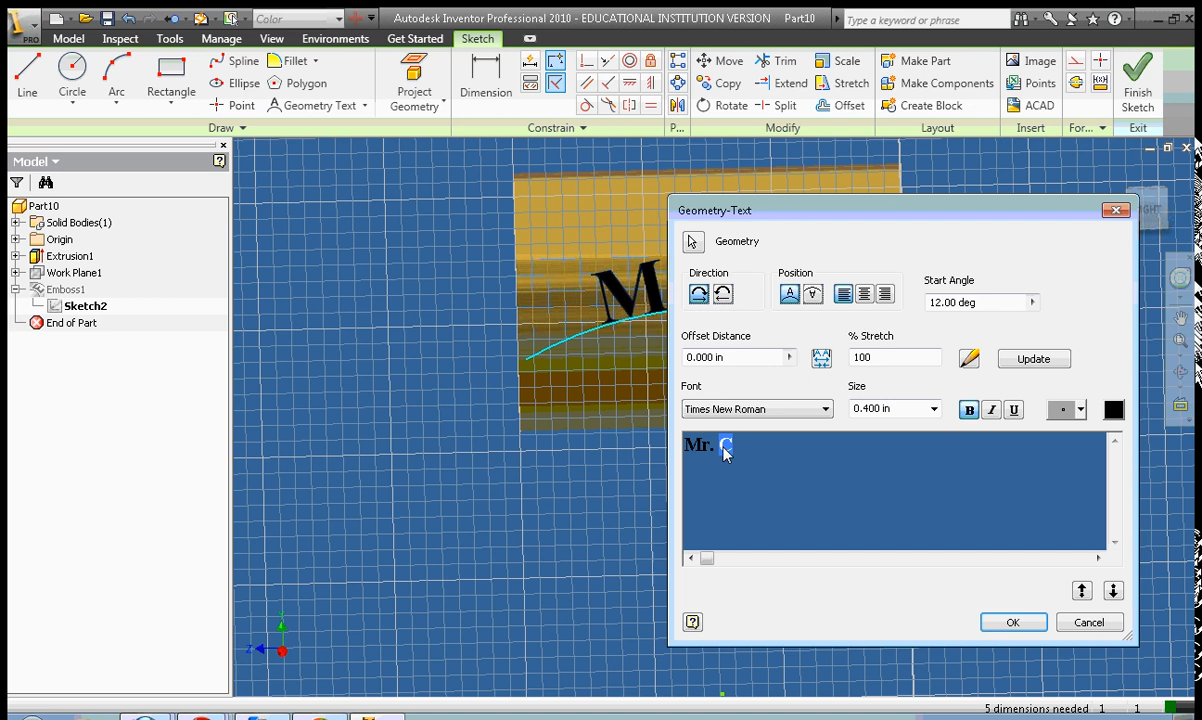 Color
Autodesk Inventor Professional 2010 - EDUCATIONAL INSTITUTION VERSION Part10
Type a keyword or phrase
PRO
Model Inspect Tools Manage View Environments Get Started Sketch
Line Circle Arc Rectangle
Spline Fillet
Ellipse Polygon
Point Geometry Text
Project Geometry
Dimension
Move Trim Scale
Copy Extend Stretch
Rotate Split Offset
Make Part
Make Components
Create Block
Image Points ACAD
Finish Sketch
Draw Constrain P... Modify Layout Insert For... Exit
Model
Part10
Solid Bodies(1)
Origin
Extrusion1
Work Plane1
Emboss1
Sketch2
End of Part
M
Geometry-Text
Geometry
Direction Position Start Angle
12.00 deg
Offset Distance % Stretch
0.000 in 100 Update
Font Size
Times New Roman 0.400 in B I U
Mr. C
OK Cancel
Z
5 dimensions needed 1 1